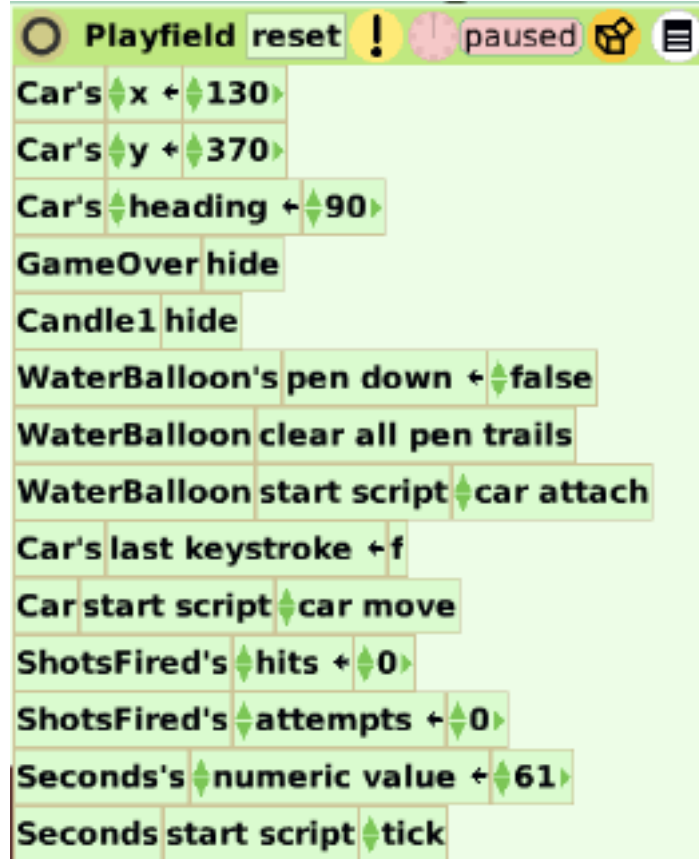 Playfield reset ! paused
Car's x ← 130
Car's y ← 370
Car's heading ← 90
GameOver hide
Candle1 hide
WaterBalloon's pen down ← false
WaterBalloon clear all pen trails
WaterBalloon start script car attach
Car's last keystroke ← f
Car start script car move
ShotsFired's hits ← 0
ShotsFired's attempts ← 0
Seconds's numeric value ← 61
Seconds start script tick